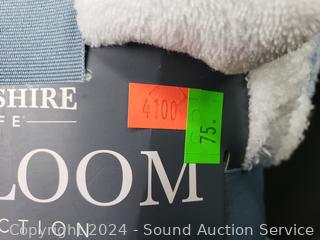 SHIRE
FE®
4100
75.
LOOM
CTION
Copyright © 2024 - Sound Auction Service